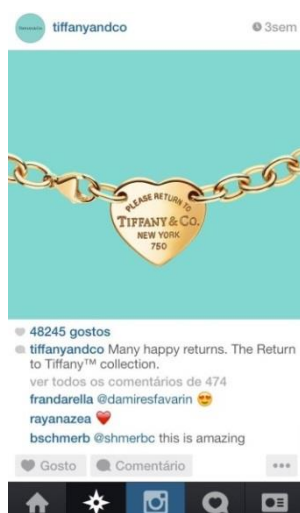 tiffanyandco
3sem
PLEASE RETURN TO
TIFFANY & CO.
NEW YORK
750
48245 gostos
tiffanyandco Many happy returns. The Return
to Tiffany™ collection.
ver todos os comentários de 474
frandarella @damiresfavarin
rayanazea
bschmerb @shmerbc this is amazing
Gosto
Comentário